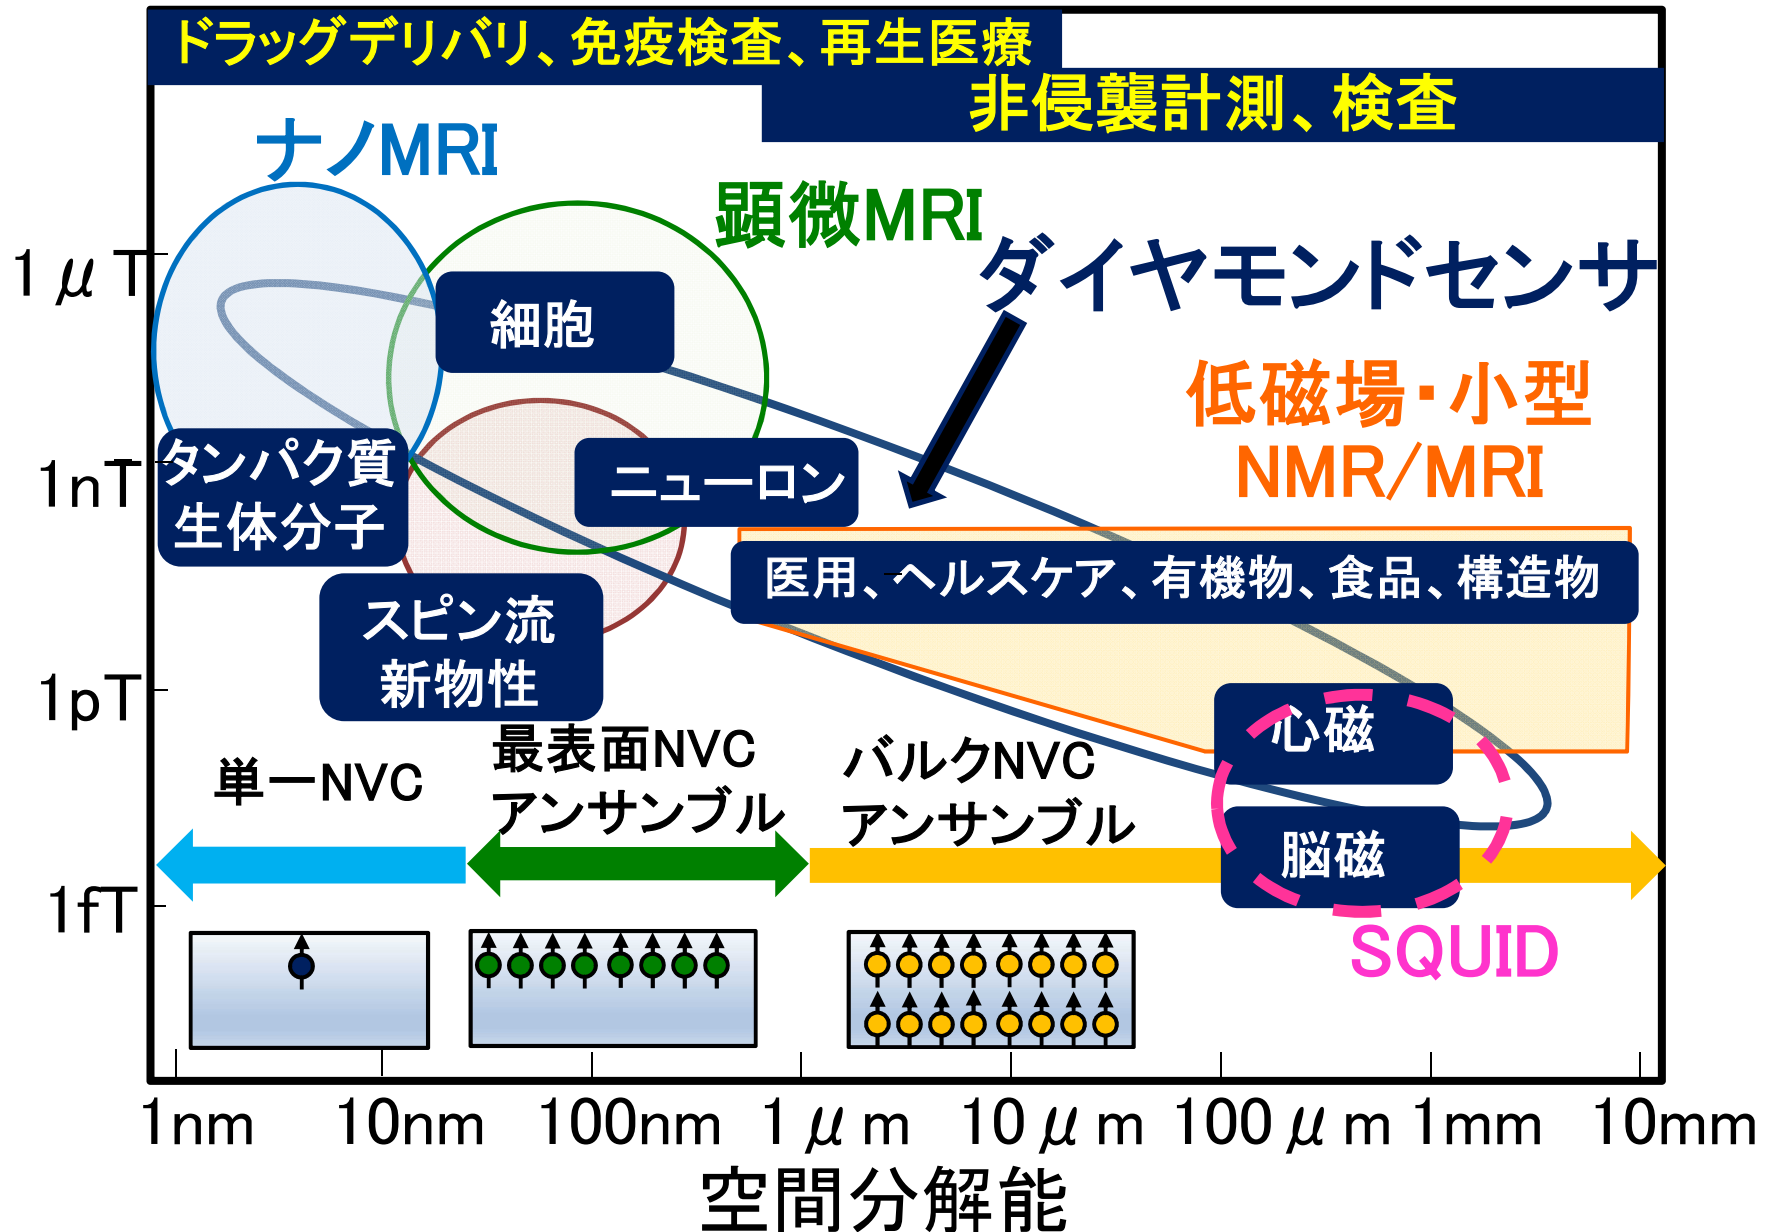 ドラッグデリバリ、免疫検査、再生医療
非侵襲計測、検査
ナノMRI
顕微MRI
ダイヤモンドセンサ
1μT
細胞
低磁場・小型
NMR/MRI
1nT
タンパク質
生体分子
ニューロン
医用、ヘルスケア、有機物、食品、構造物
スピン流
新物性
1pT
心磁
単一NVC
最表面NVC
アンサンブル
バルクNVC
アンサンブル
脳磁
1fT
SQUID
1nm 10nm 100nm 1μm 10μm 100μm 1mm 10mm
空間分解能